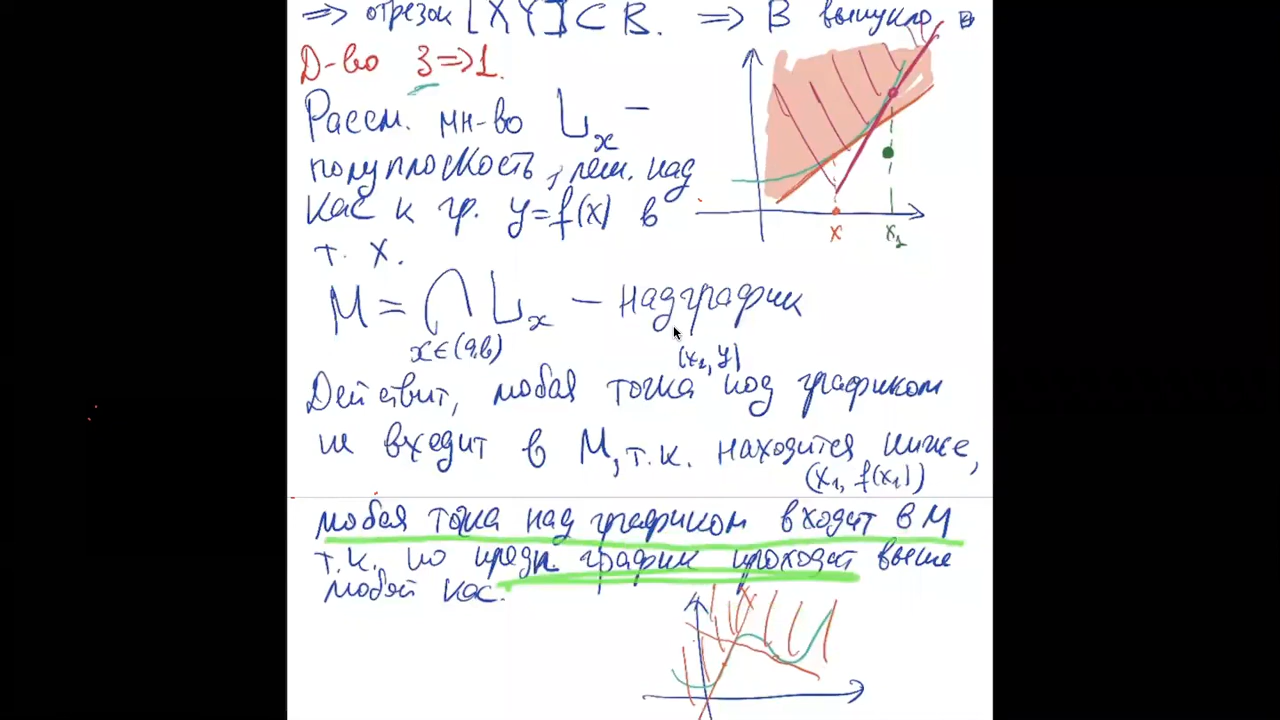 => отрезок [XY] ⊂ B. => B выпукло
Д-во 3=>1.
Рассм. мн-во L_x —
полуплоскость, леж. над
кас к гр. y=f(x) в
т. x.
M = ∩ L_x — надграфик
x∈(a,b)
(x₁, y)
Действит, любая точка под графиком
не входит в M, т.к. находится ниже,
(x₁, f(x₁))
любая точка над графиком входит в M
т.к. по предп. график проходит выше
любой кас.
x
x₁